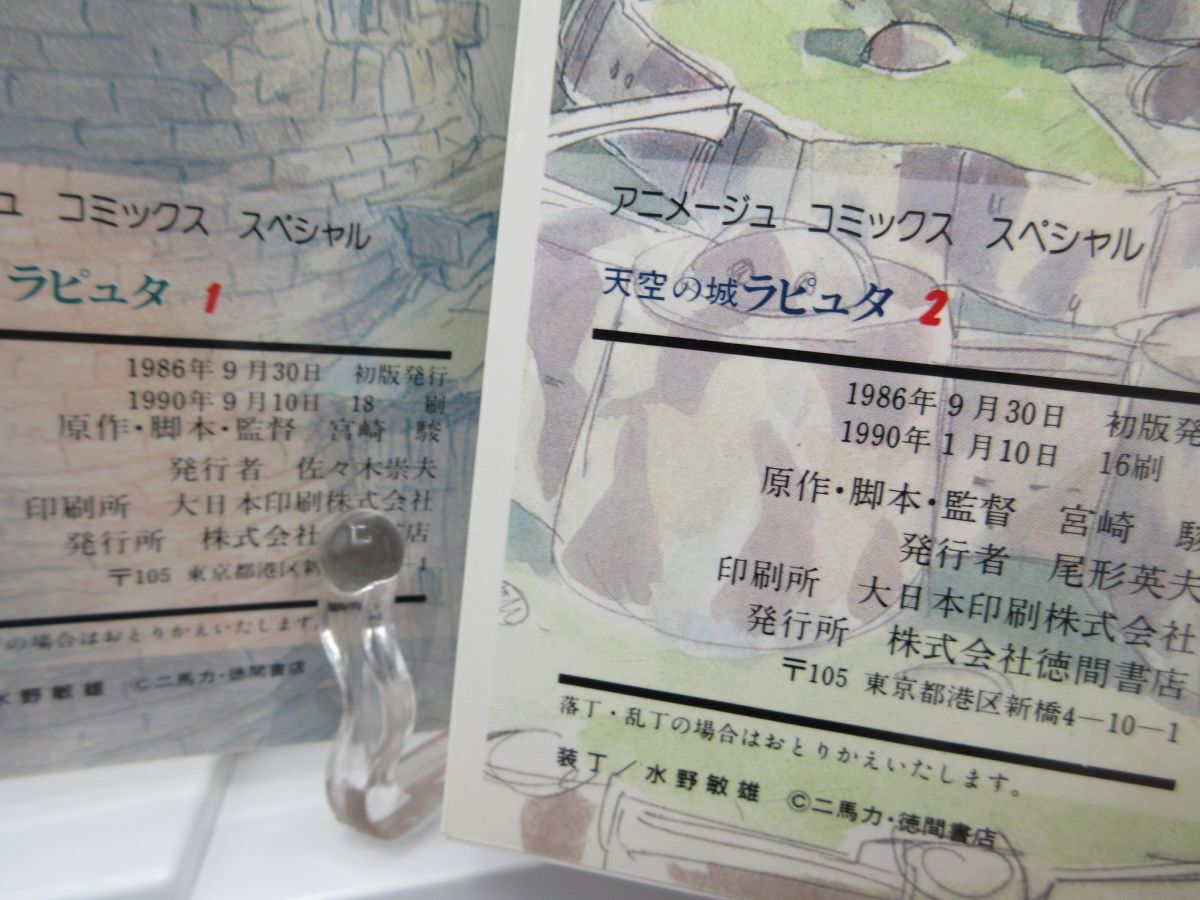 ュ コミックス スペシャル
ラピュタ 1
1986年9月30日 初版発行
1990年9月10日 18 刷
原作・脚本・監督 宮崎 駿
発行者 佐々木崇夫
印刷所 大日本印刷株式会社
発行所 株式会社 店
〒105 東京都港区新 -1
の場合はおとりかえいたします。
水野敏雄 ©二馬力・徳間書店
アニメージュ コミックス スペシャル
天空の城ラピュタ 2
1986年9月30日 初版発
1990年1月10日 16刷
原作・脚本・監督 宮崎 駿
発行者 尾形英夫
印刷所 大日本印刷株式会社
発行所 株式会社徳間書店
〒105 東京都港区新橋4-10-1
落丁・乱丁の場合はおとりかえいたします。
装丁/水野敏雄 ©二馬力・徳間書店